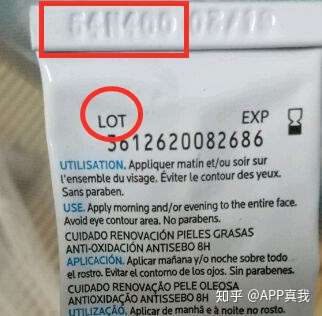 LOT EXP
3612620082686
UTILISATION. Appliquer matin et/ou soir sur
l'ensemble du visage. Éviter le contour des yeux.
Sans paraben.
USE. Apply morning and/or evening to the entire face.
Avoid eye contour area. No parabens.
CUIDADO RENOVACIÓN PIELES GRASAS
ANTI-OXIDACIÓN ANTISEBO 8H
APLICACIÓN. Aplicar mañana y/o noche sobre todo
el rostro. Evitar el contorno de los ojos. Sin parabenes.
CUIDADO RENOVAÇÃO PELE OLEOSA
ANTIOXIDAÇÃO ANTISSEBO 8H
UTILIZAÇÃO. Aplicar de manhã e à noite no rosto
知乎 @APP真我